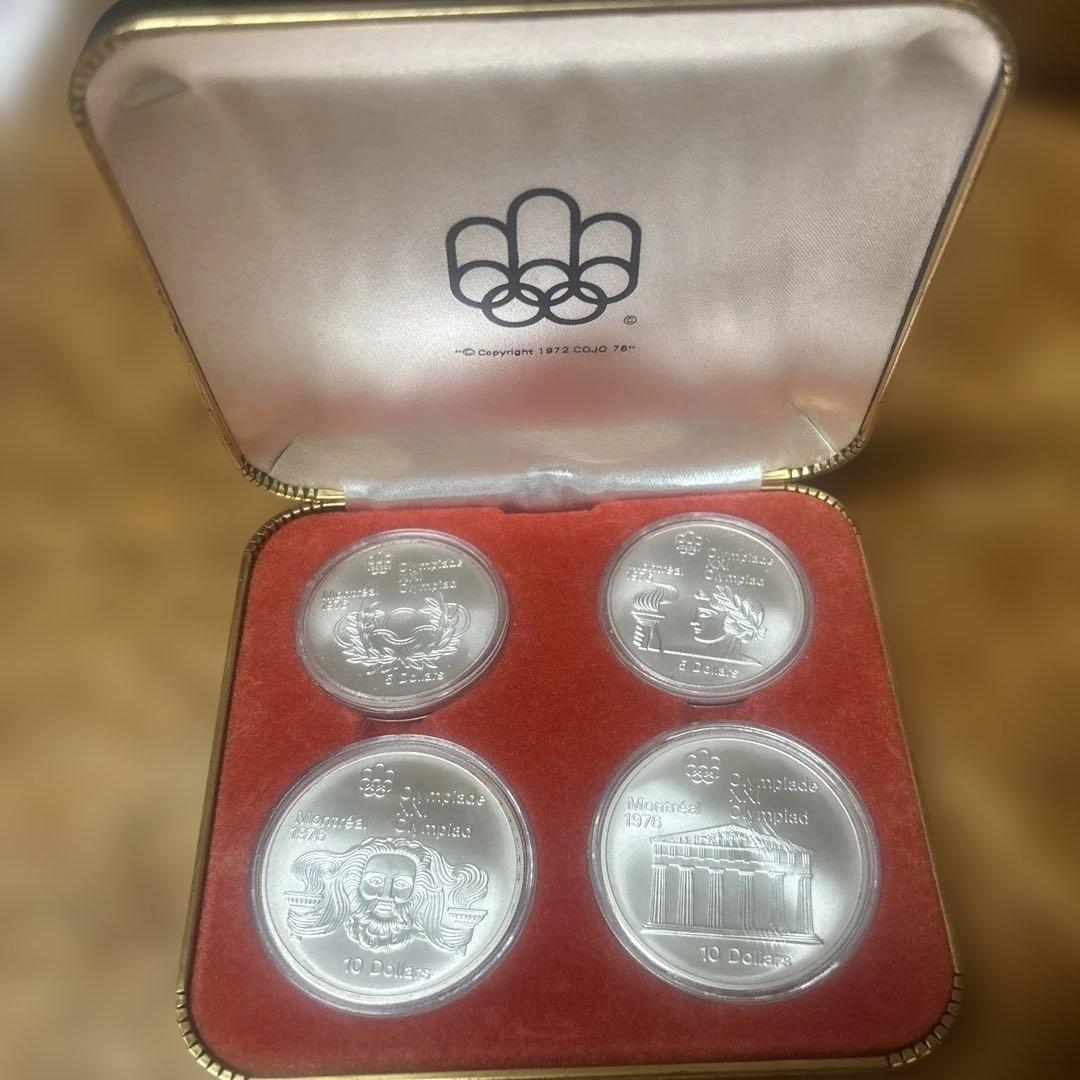 ©
"© Copyright 1972 COJO 76"
Olympiade
XXI
Olympiad
Montréal
1976
5 Dollars
Olympiade
XXI
Olympiad
Montréal
1976
5 Dollars
Olympiade
XXI
Olympiad
Montréal
1976
10 Dollars
Olympiade
XXI
Olympiad
Montréal
1976
10 Dollars